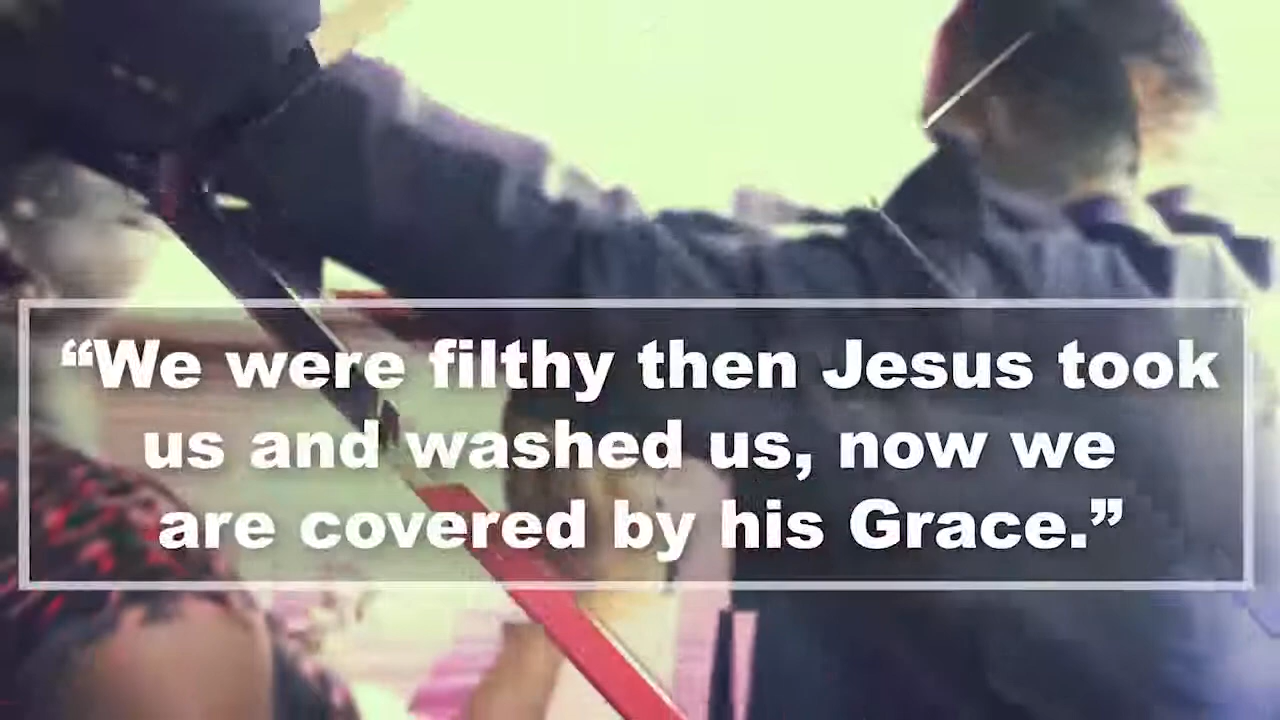 “We were filthy then Jesus took
us and washed us, now we
are covered by his Grace.”